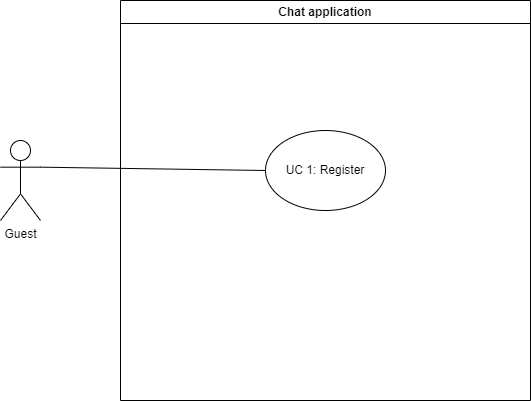 Chat application
UC 1: Register
Guest